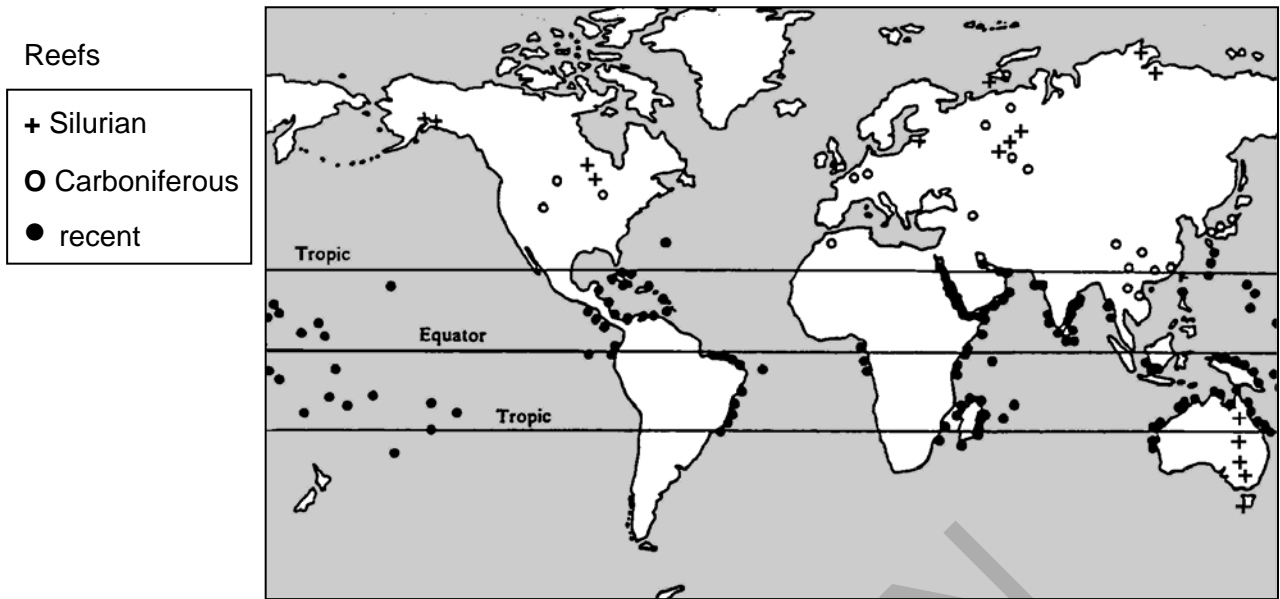 Reefs
+ Silurian
O Carboniferous
● recent
Tropic
Equator
Tropic